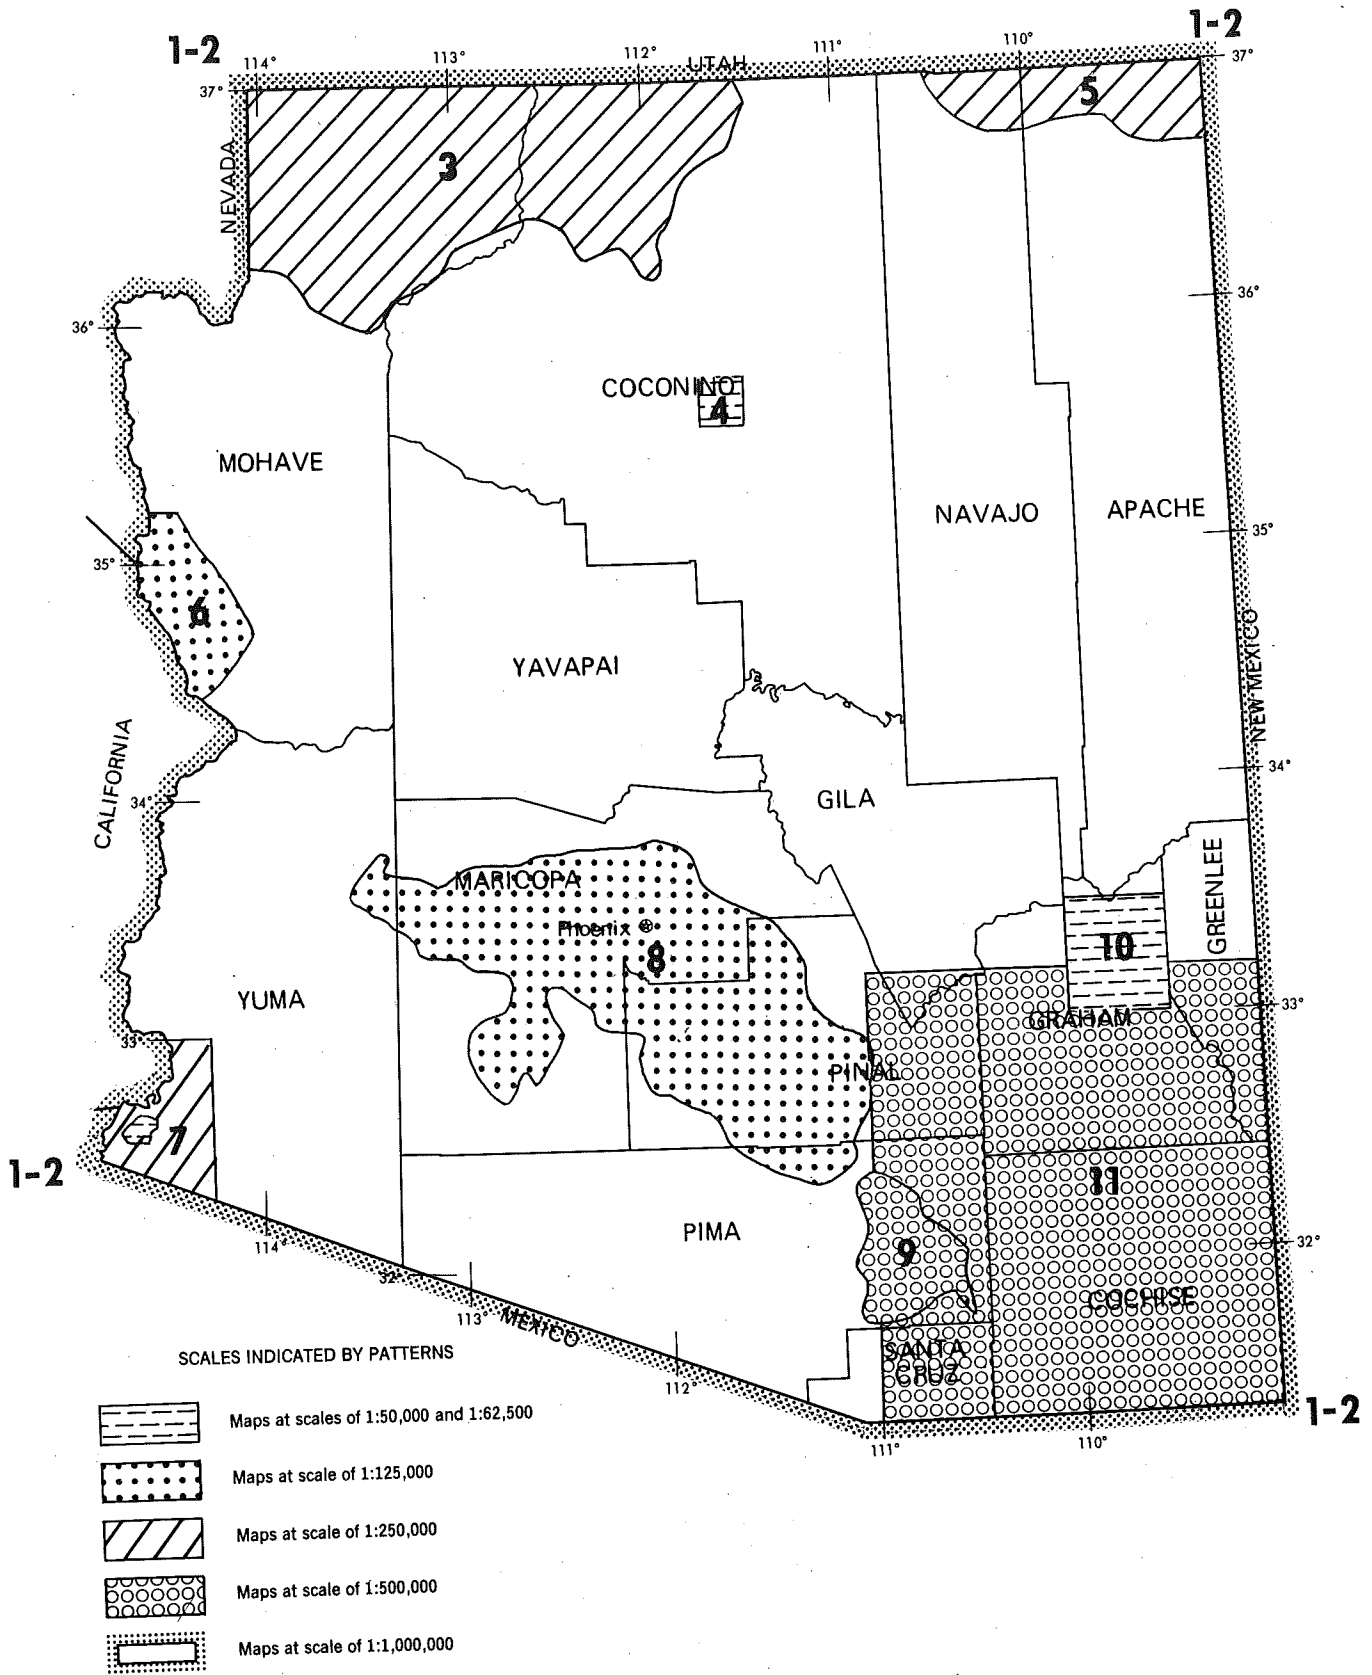 1-2
1-2
114°
113°
112°
111°
110°
UTAH
37°
37°
5
3
NEVADA
36°
36°
COCONINO
4
MOHAVE
NAVAJO
APACHE
35°
35°
6
NEW MEXICO
YAVAPAI
CALIFORNIA
34°
34°
GILA
GREENLEE
MARICOPA
Phoenix
8
10
YUMA
33°
33°
GRAHAM
PINAL
7
1-2
11
PIMA
9
32°
114°
32°
COCHISE
113°
MEXICO
SANTA
CRUZ
112°
1-2
111°
110°
SCALES INDICATED BY PATTERNS
Maps at scales of 1:50,000 and 1:62,500
Maps at scale of 1:125,000
Maps at scale of 1:250,000
Maps at scale of 1:500,000
Maps at scale of 1:1,000,000